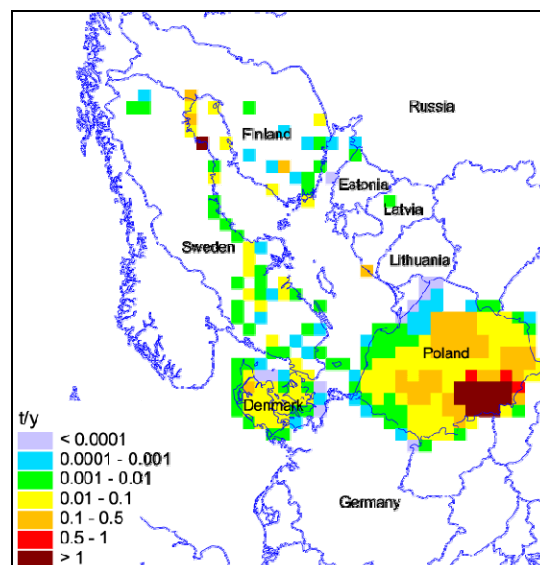 Russia
Finland
Estonia
Latvia
Sweden
Lithuania
Poland
Denmark
Germany
t/y
< 0.0001
0.0001 - 0.001
0.001 - 0.01
0.01 - 0.1
0.1 - 0.5
0.5 - 1
> 1